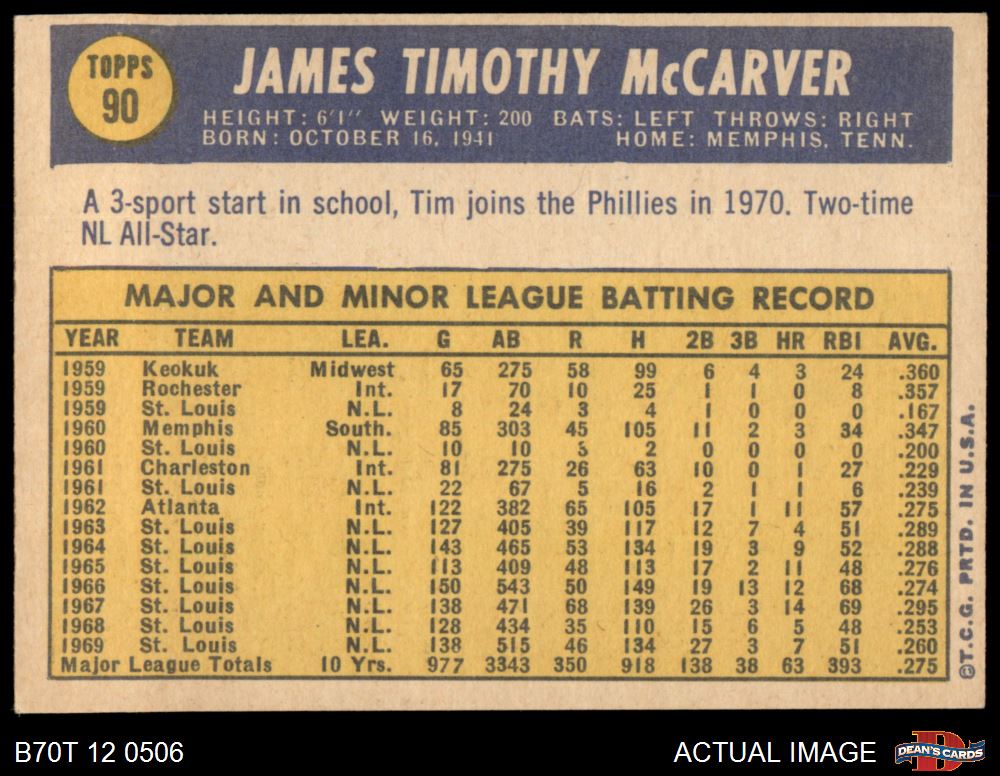 TOPPS
90
JAMES TIMOTHY McCARVER
HEIGHT: 6'1" WEIGHT: 200 BATS: LEFT THROWS: RIGHT
BORN: OCTOBER 16, 1941 HOME: MEMPHIS, TENN.
A 3-sport start in school, Tim joins the Phillies in 1970. Two-time
NL All-Star.
MAJOR AND MINOR LEAGUE BATTING RECORD
YEAR TEAM LEA. G AB R H 2B 3B HR RBI AVG.
1959 Keokuk Midwest 65 275 58 99 6 4 3 24 .360
1959 Rochester Int. 17 70 10 25 1 1 0 8 .357
1959 St. Louis N.L. 8 24 3 4 1 0 0 0 .167
1960 Memphis South. 85 303 45 105 11 2 3 34 .347
1960 St. Louis N.L. 10 10 2 0 0 0 0 .200
1961 Charleston Int. 81 275 26 63 10 0 1 27 .229
1961 St. Louis N.L. 22 67 5 16 2 1 1 6 .239
1962 Atlanta Int. 122 382 65 105 17 1 11 57 .275
1963 St. Louis N.L. 127 405 39 117 12 7 4 51 .289
1964 St. Louis N.L. 143 465 53 134 19 3 9 52 .288
1965 St. Louis N.L. 113 409 48 113 17 2 11 48 .276
1966 St. Louis N.L. 150 543 50 149 19 13 12 68 .274
1967 St. Louis N.L. 138 471 68 139 26 3 14 69 .295
1968 St. Louis N.L. 128 434 35 110 15 6 5 48 .253
1969 St. Louis N.L. 138 515 46 134 27 3 7 51 .260
Major League Totals 10 Yrs. 977 3343 350 918 138 38 63 393 .275
©T.C.G. PRTD. IN U.S.A.
B70T 12 0506
ACTUAL IMAGE
D
DEAN'S CARDS